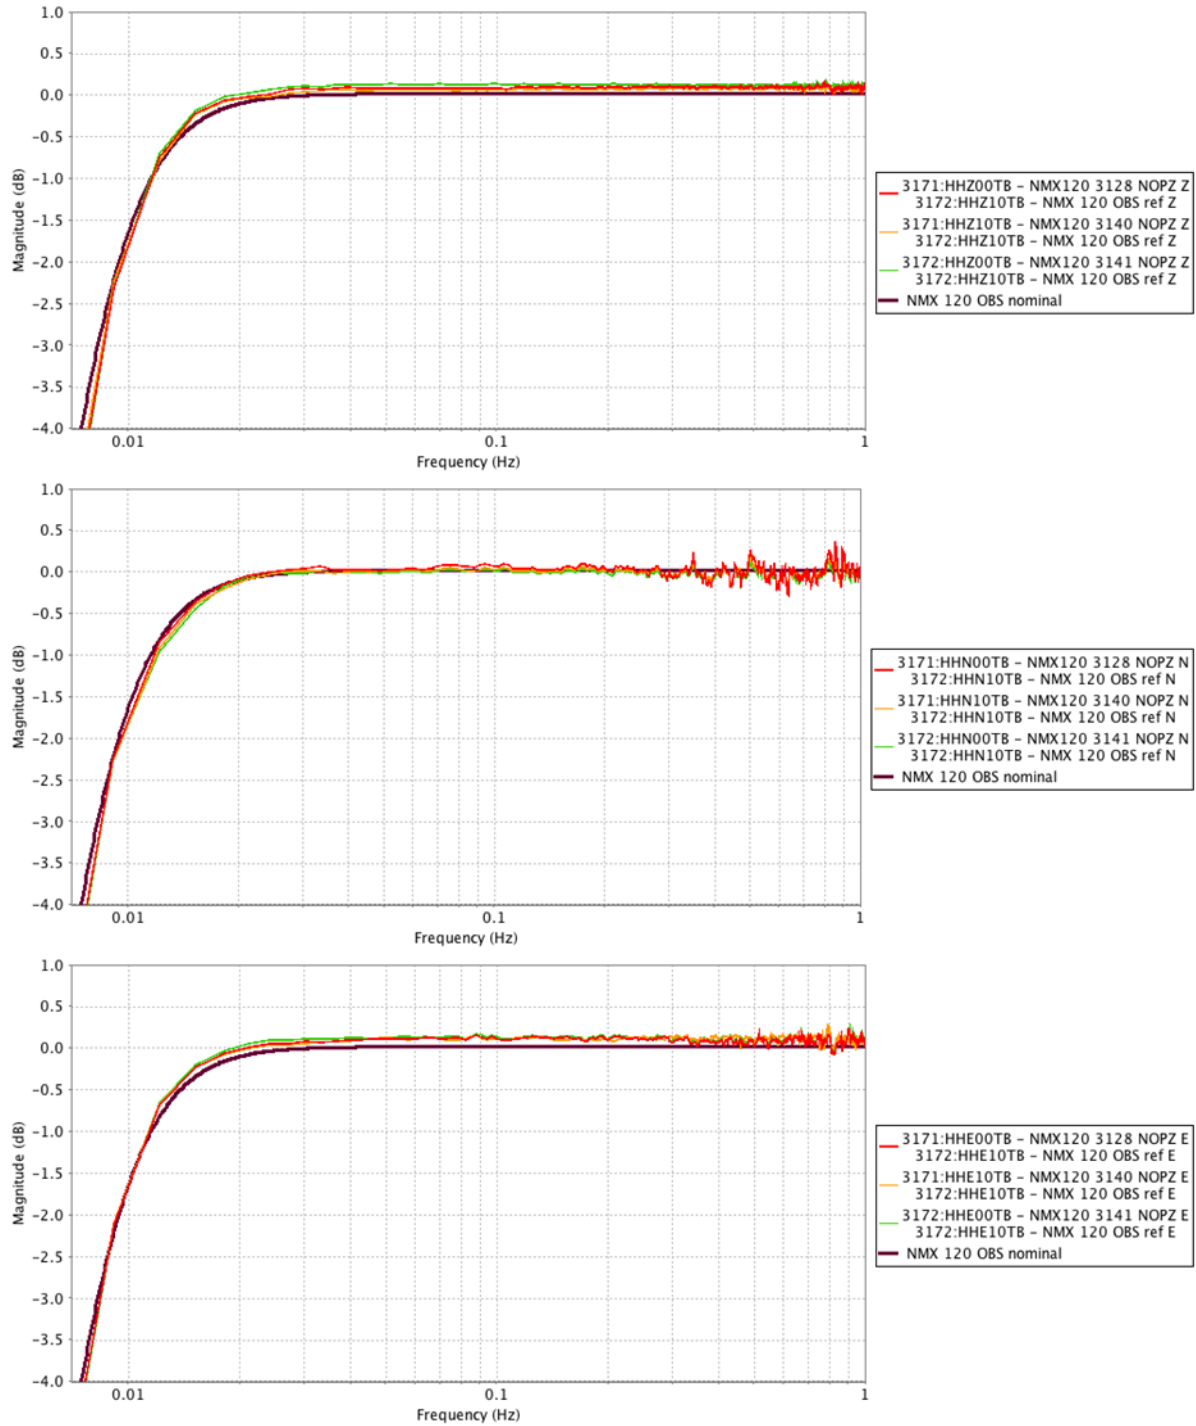 1.0
0.5
0.0
−0.5
−1.0
−1.5
−2.0
−2.5
−3.0
−3.5
−4.0
Magnitude (dB)
0.01 0.1 1
Frequency (Hz)
3171:HHZ00TB – NMX120 3128 NOPZ Z
3172:HHZ10TB – NMX 120 OBS ref Z
3171:HHZ10TB – NMX120 3140 NOPZ Z
3172:HHZ10TB – NMX 120 OBS ref Z
3172:HHZ00TB – NMX120 3141 NOPZ Z
3172:HHZ10TB – NMX 120 OBS ref Z
NMX 120 OBS nominal
1.0
0.5
0.0
−0.5
−1.0
−1.5
−2.0
−2.5
−3.0
−3.5
−4.0
Magnitude (dB)
0.01 0.1 1
Frequency (Hz)
3171:HHN00TB – NMX120 3128 NOPZ N
3172:HHN10TB – NMX 120 OBS ref N
3171:HHN10TB – NMX120 3140 NOPZ N
3172:HHN10TB – NMX 120 OBS ref N
3172:HHN00TB – NMX120 3141 NOPZ N
3172:HHN10TB – NMX 120 OBS ref N
NMX 120 OBS nominal
1.0
0.5
0.0
−0.5
−1.0
−1.5
−2.0
−2.5
−3.0
−3.5
−4.0
Magnitude (dB)
0.01 0.1 1
Frequency (Hz)
3171:HHE00TB – NMX120 3128 NOPZ E
3172:HHE10TB – NMX 120 OBS ref E
3171:HHE10TB – NMX120 3140 NOPZ E
3172:HHE10TB – NMX 120 OBS ref E
3172:HHE00TB – NMX120 3141 NOPZ E
3172:HHE10TB – NMX 120 OBS ref E
NMX 120 OBS nominal